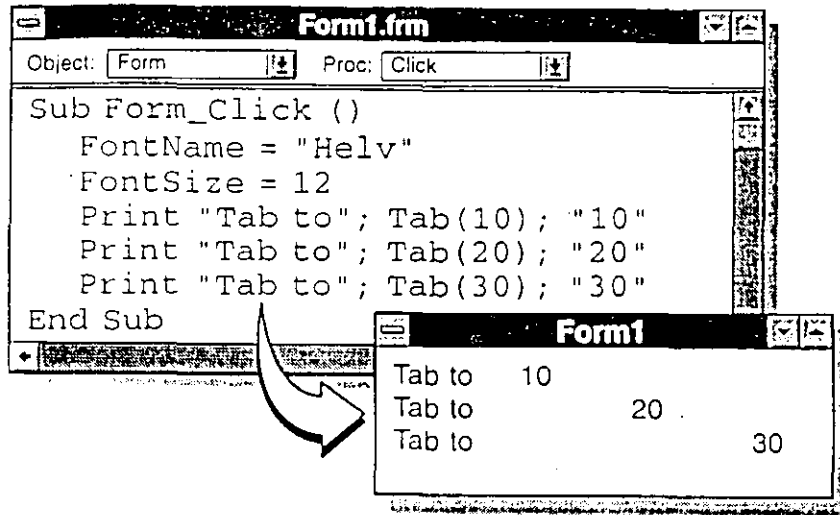 Form1.frm
Object: Form Proc: Click
Sub Form_Click ()
FontName = "Helv"
FontSize = 12
Print "Tab to"; Tab(10); "10"
Print "Tab to"; Tab(20); "20"
Print "Tab to"; Tab(30); "30"
End Sub
Form1
Tab to 10
Tab to 20
Tab to 30